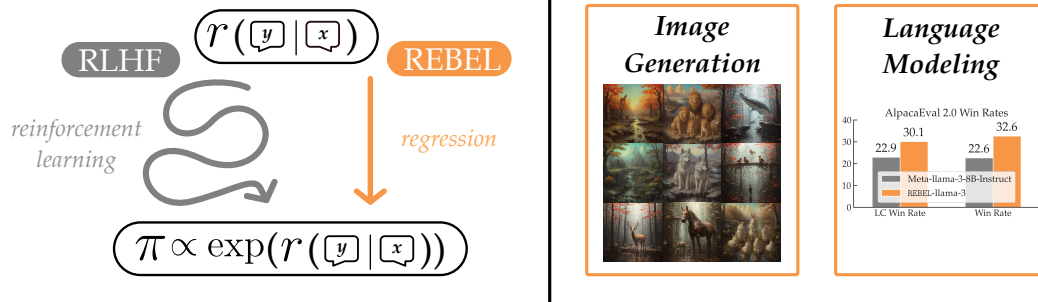 r ( y | x )
RLHF
REBEL
reinforcement
learning
regression
π ∝ exp(r ( y | x ))
Image
Generation
Language
Modeling
AlpacaEval 2.0 Win Rates
40
30
20
10
0
22.9
30.1
22.6
32.6
Meta-llama-3-8B-Instruct
REBEL-llama-3
LC Win Rate
Win Rate